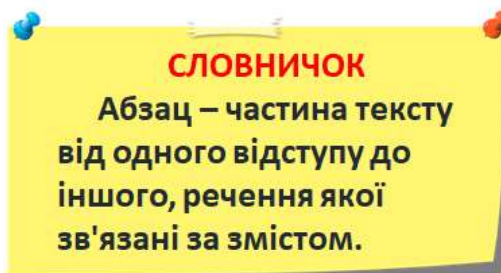 СЛОВНИЧОК
Абзац – частина тексту
від одного відступу до
іншого, речення якої
зв'язані за змістом.